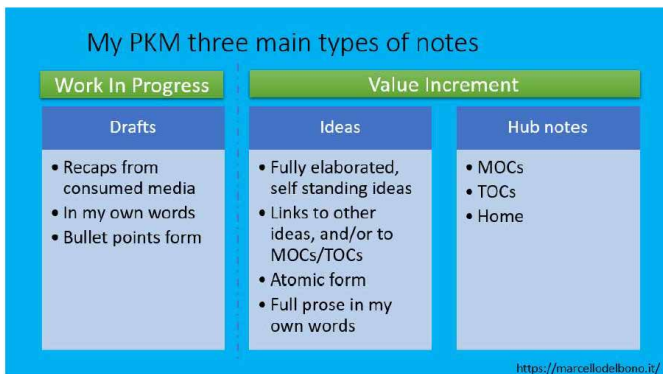 My PKM three main types of notes
Work In Progress
Value Increment
Drafts
• Recaps from
consumed media
• In my own words
• Bullet points form
Ideas
• Fully elaborated,
self standing ideas
• Links to other
ideas, and/or to
MOCs/TOCs
• Atomic form
• Full prose in my
own words
Hub notes
• MOCs
• TOCs
• Home
https://marcellodelbono.it/